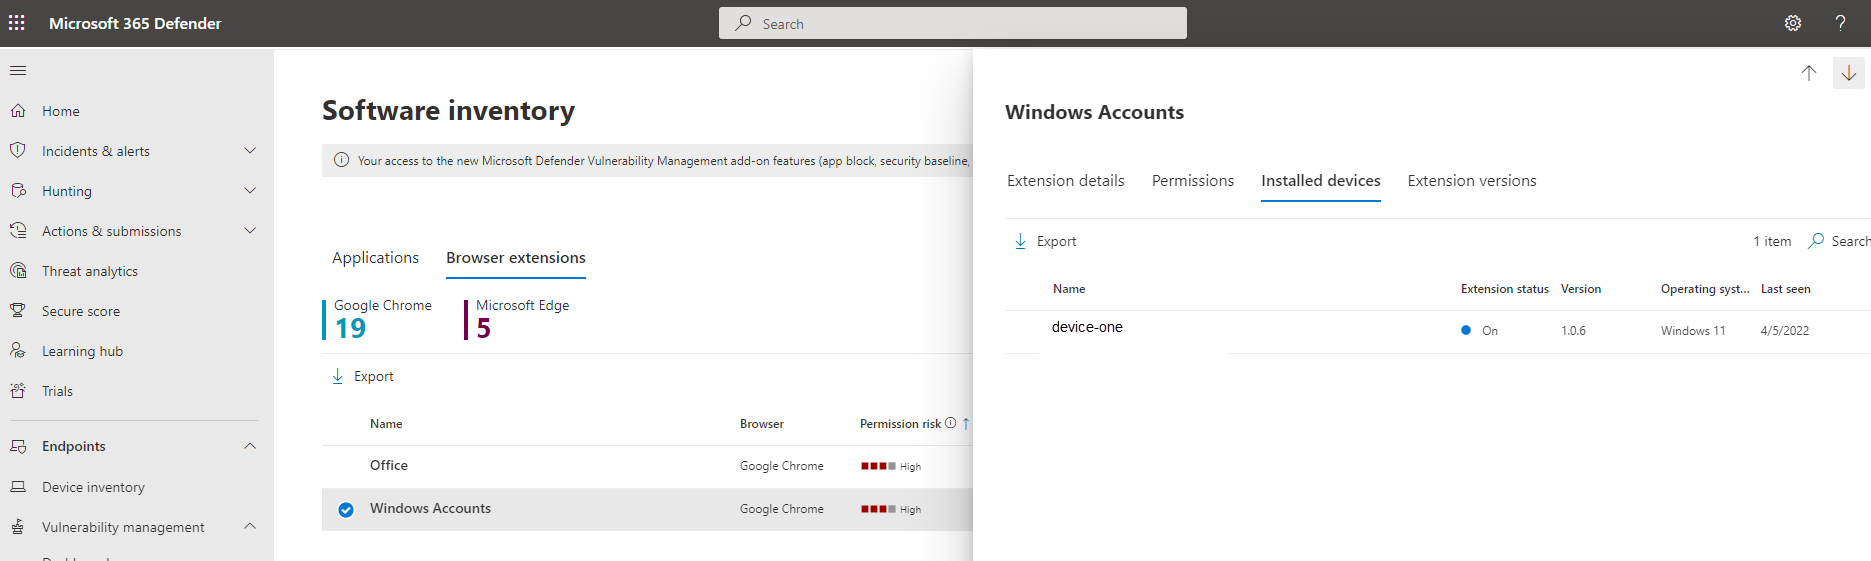 Microsoft 365 Defender
Search
?
Home
Incidents & alerts
Hunting
Actions & submissions
Threat analytics
Secure score
Learning hub
Trials
Endpoints
Device inventory
Vulnerability management
Software inventory
Your access to the new Microsoft Defender Vulnerability Management add-on features (app block, security baseline,
Applications
Browser extensions
Google Chrome
19
Microsoft Edge
5
Export
Name Browser Permission risk
Office Google Chrome High
Windows Accounts Google Chrome High
Windows Accounts
Extension details Permissions Installed devices Extension versions
Export 1 item Search
Name Extension status Version Operating syst... Last seen
device-one On 1.0.6 Windows 11 4/5/2022